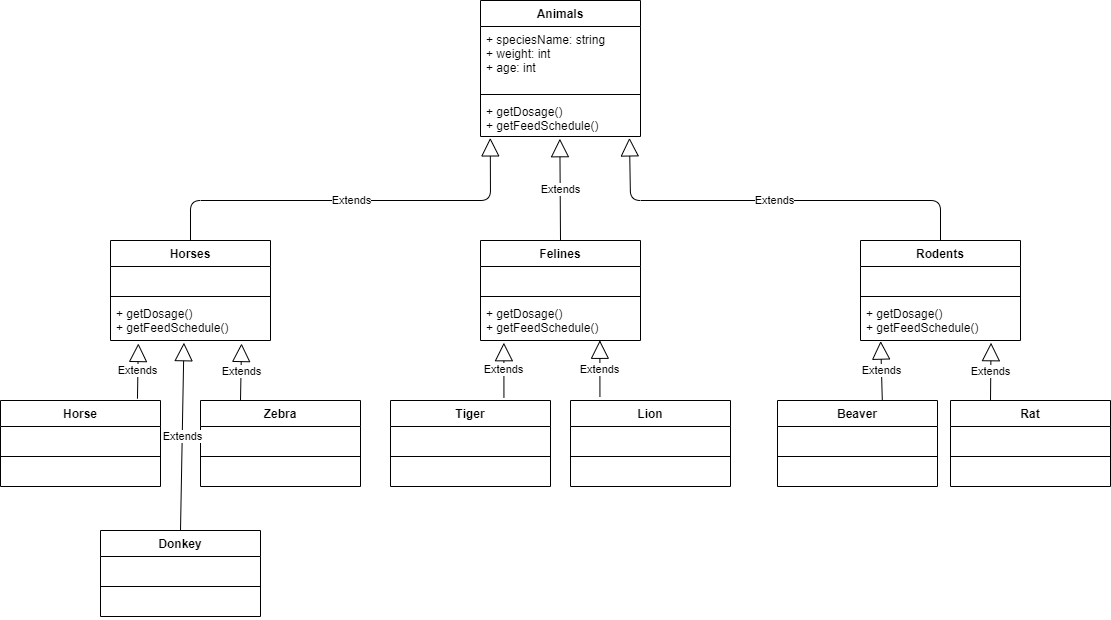 Animals
+ speciesName: string
+ weight: int
+ age: int
+ getDosage()
+ getFeedSchedule()
Extends
Extends
Extends
Horses
+ getDosage()
+ getFeedSchedule()
Felines
+ getDosage()
+ getFeedSchedule()
Rodents
+ getDosage()
+ getFeedSchedule()
Extends
Extends
Extends
Extends
Extends
Extends
Horse
Zebra
Tiger
Lion
Beaver
Rat
Extends
Donkey